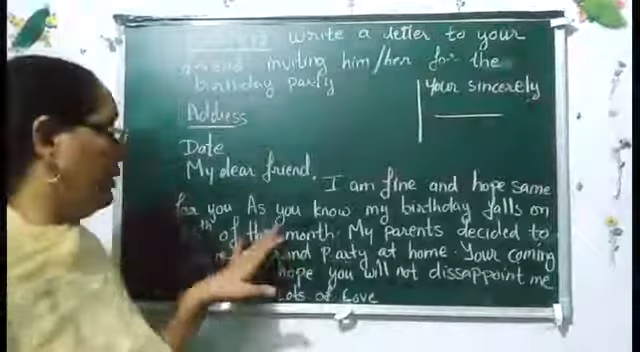 write a letter to your
friend inviting him/her for the
birthday party
Your sincerely
Address
Date
My dear friend,
I am fine and hope same
for you As you know my birthday falls on
th of this month. My parents decided to
party at home. Your coming
hope you will not dissappoint me
Lots of Love